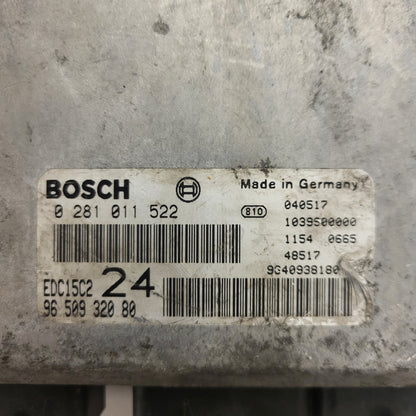 BOSCH Made in Germany
0 281 011 522 810 040517
1039S00000
1154 0665
48517
9G40938180
EDC15C2 24
96 509 320 80